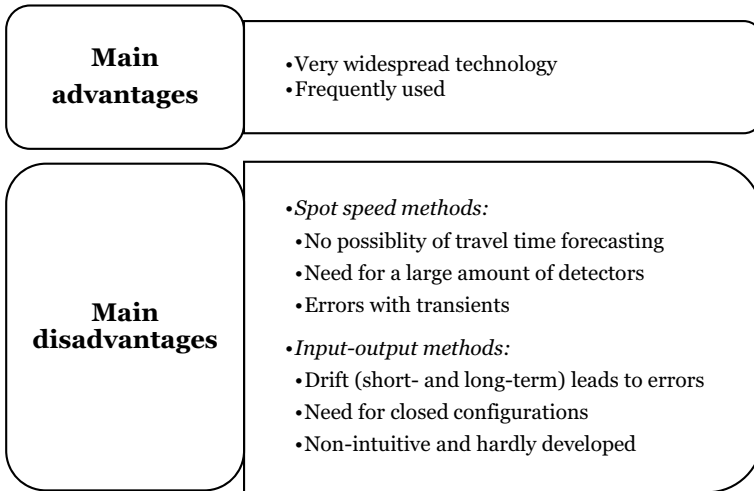 Main
advantages
•Very widespread technology
•Frequently used
Main
disadvantages
•Spot speed methods:
•No possiblity of travel time forecasting
•Need for a large amount of detectors
•Errors with transients
•Input-output methods:
•Drift (short- and long-term) leads to errors
•Need for closed configurations
•Non-intuitive and hardly developed